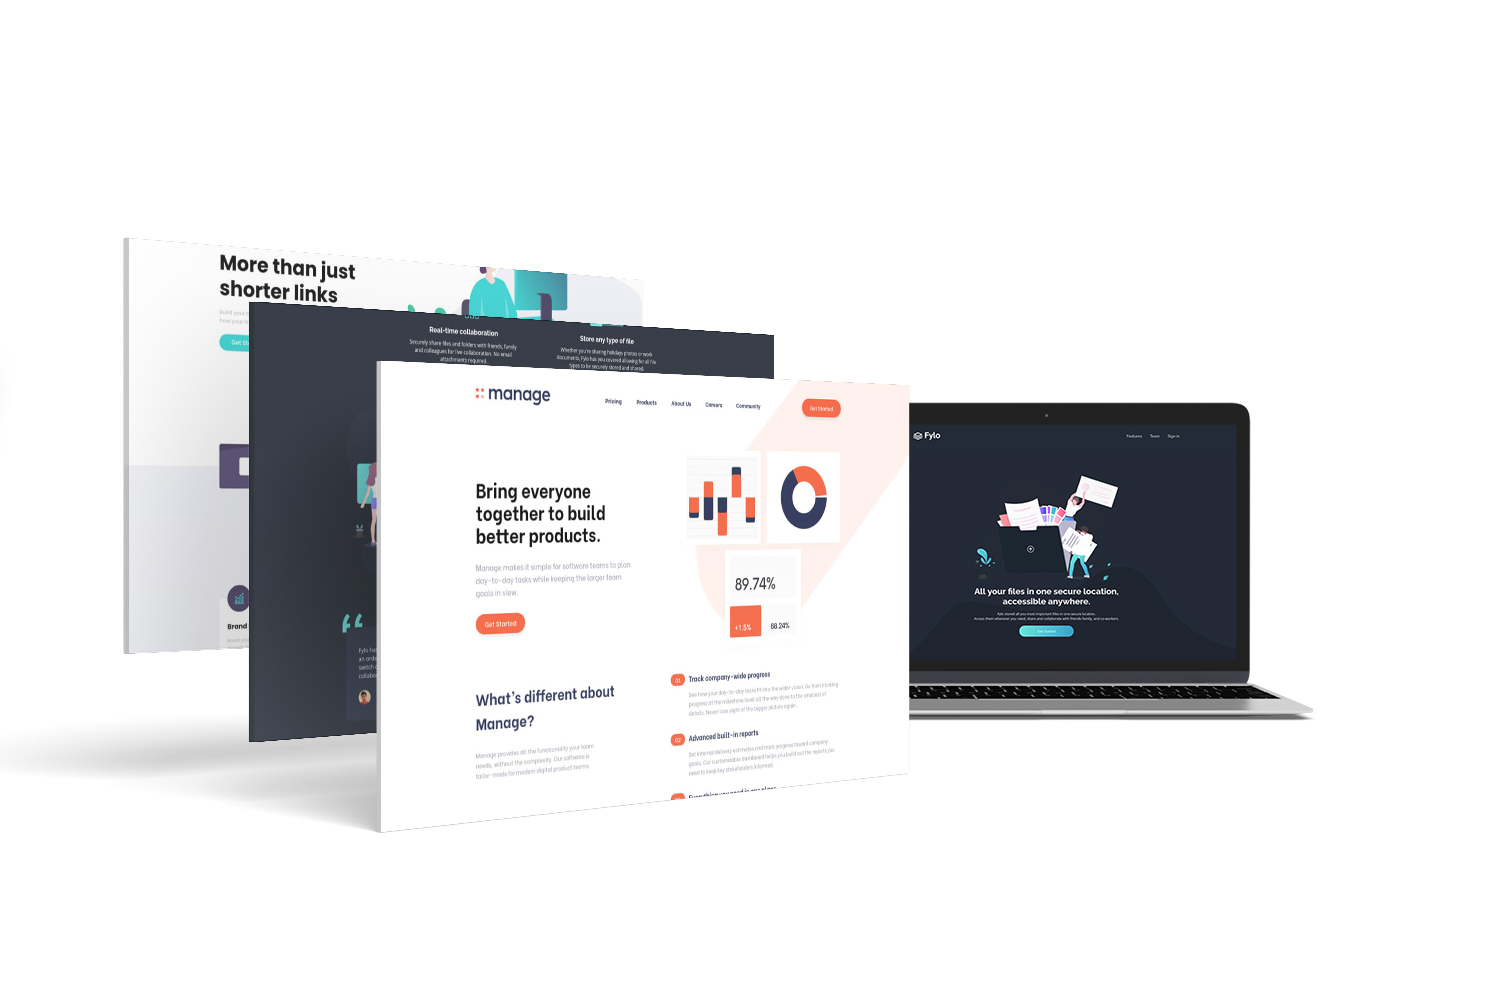 More than just
shorter links
Build your
how your
Get St
Brand
Real-time collaboration
Securely share files and folders with friends, family
and colleagues for live collaboration. No email
attachments required.
Store any type of file
Whether you're sharing holidays photos or work
documents, Fylo has you covered allowing for all file
types to be securely stored and shared.
“
Fylo has
an orde
switch
collabor
manage
Pricing Products About Us Careers Community
Get Started
Bring everyone
together to build
better products.
Manage makes it simple for software teams to plan
day-to-day tasks while keeping the larger team
goals in view.
Get Started
89.74%
+1.5%
88.24%
What's different about
Manage?
Manage provides all the functionality your team
needs, without the complexity. Our software is
tailor-made for modern digital product teams.
01 Track company-wide progress
See how your day-to-day tasks fit into the wider vision. Go from tracking
progress at the milestone level all the way done to the smallest of
details. Never lose sight of the bigger picture again.
02 Advanced built-in reports
Set internal delivery estimates and track progress toward company
goals. Our customisable dashboard helps you build out the reports you
need to keep key stakeholders informed.
Everything you need in one place
Fylo
Features Team Sign In
All your files in one secure location,
accessible anywhere.
Fylo stores all you most important files in one secure location.
Access them wherever you need, share and collaborate with friends family, and co-workers.
Get Started